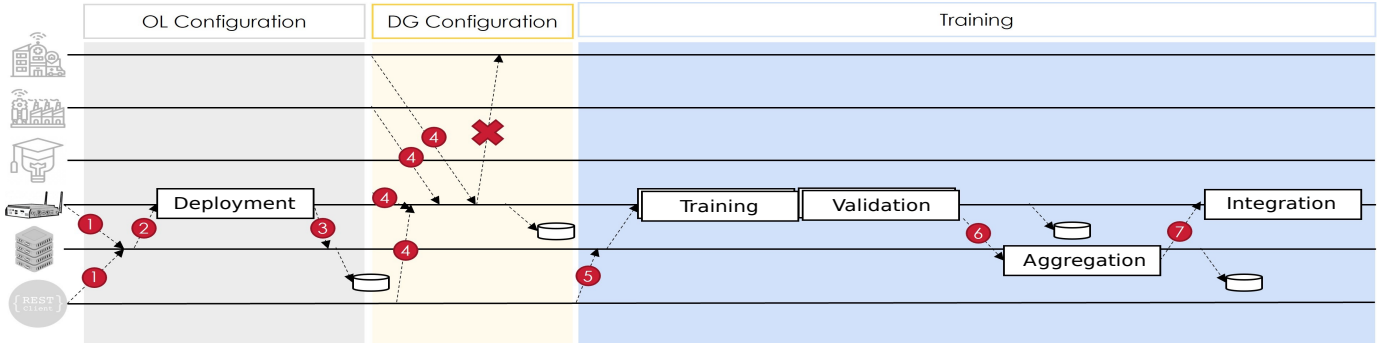 OL Configuration
DG Configuration
Training
4
4
Deployment
4
Training
Validation
Integration
1
2
3
6
7
4
Aggregation
1
5
{REST}
Client